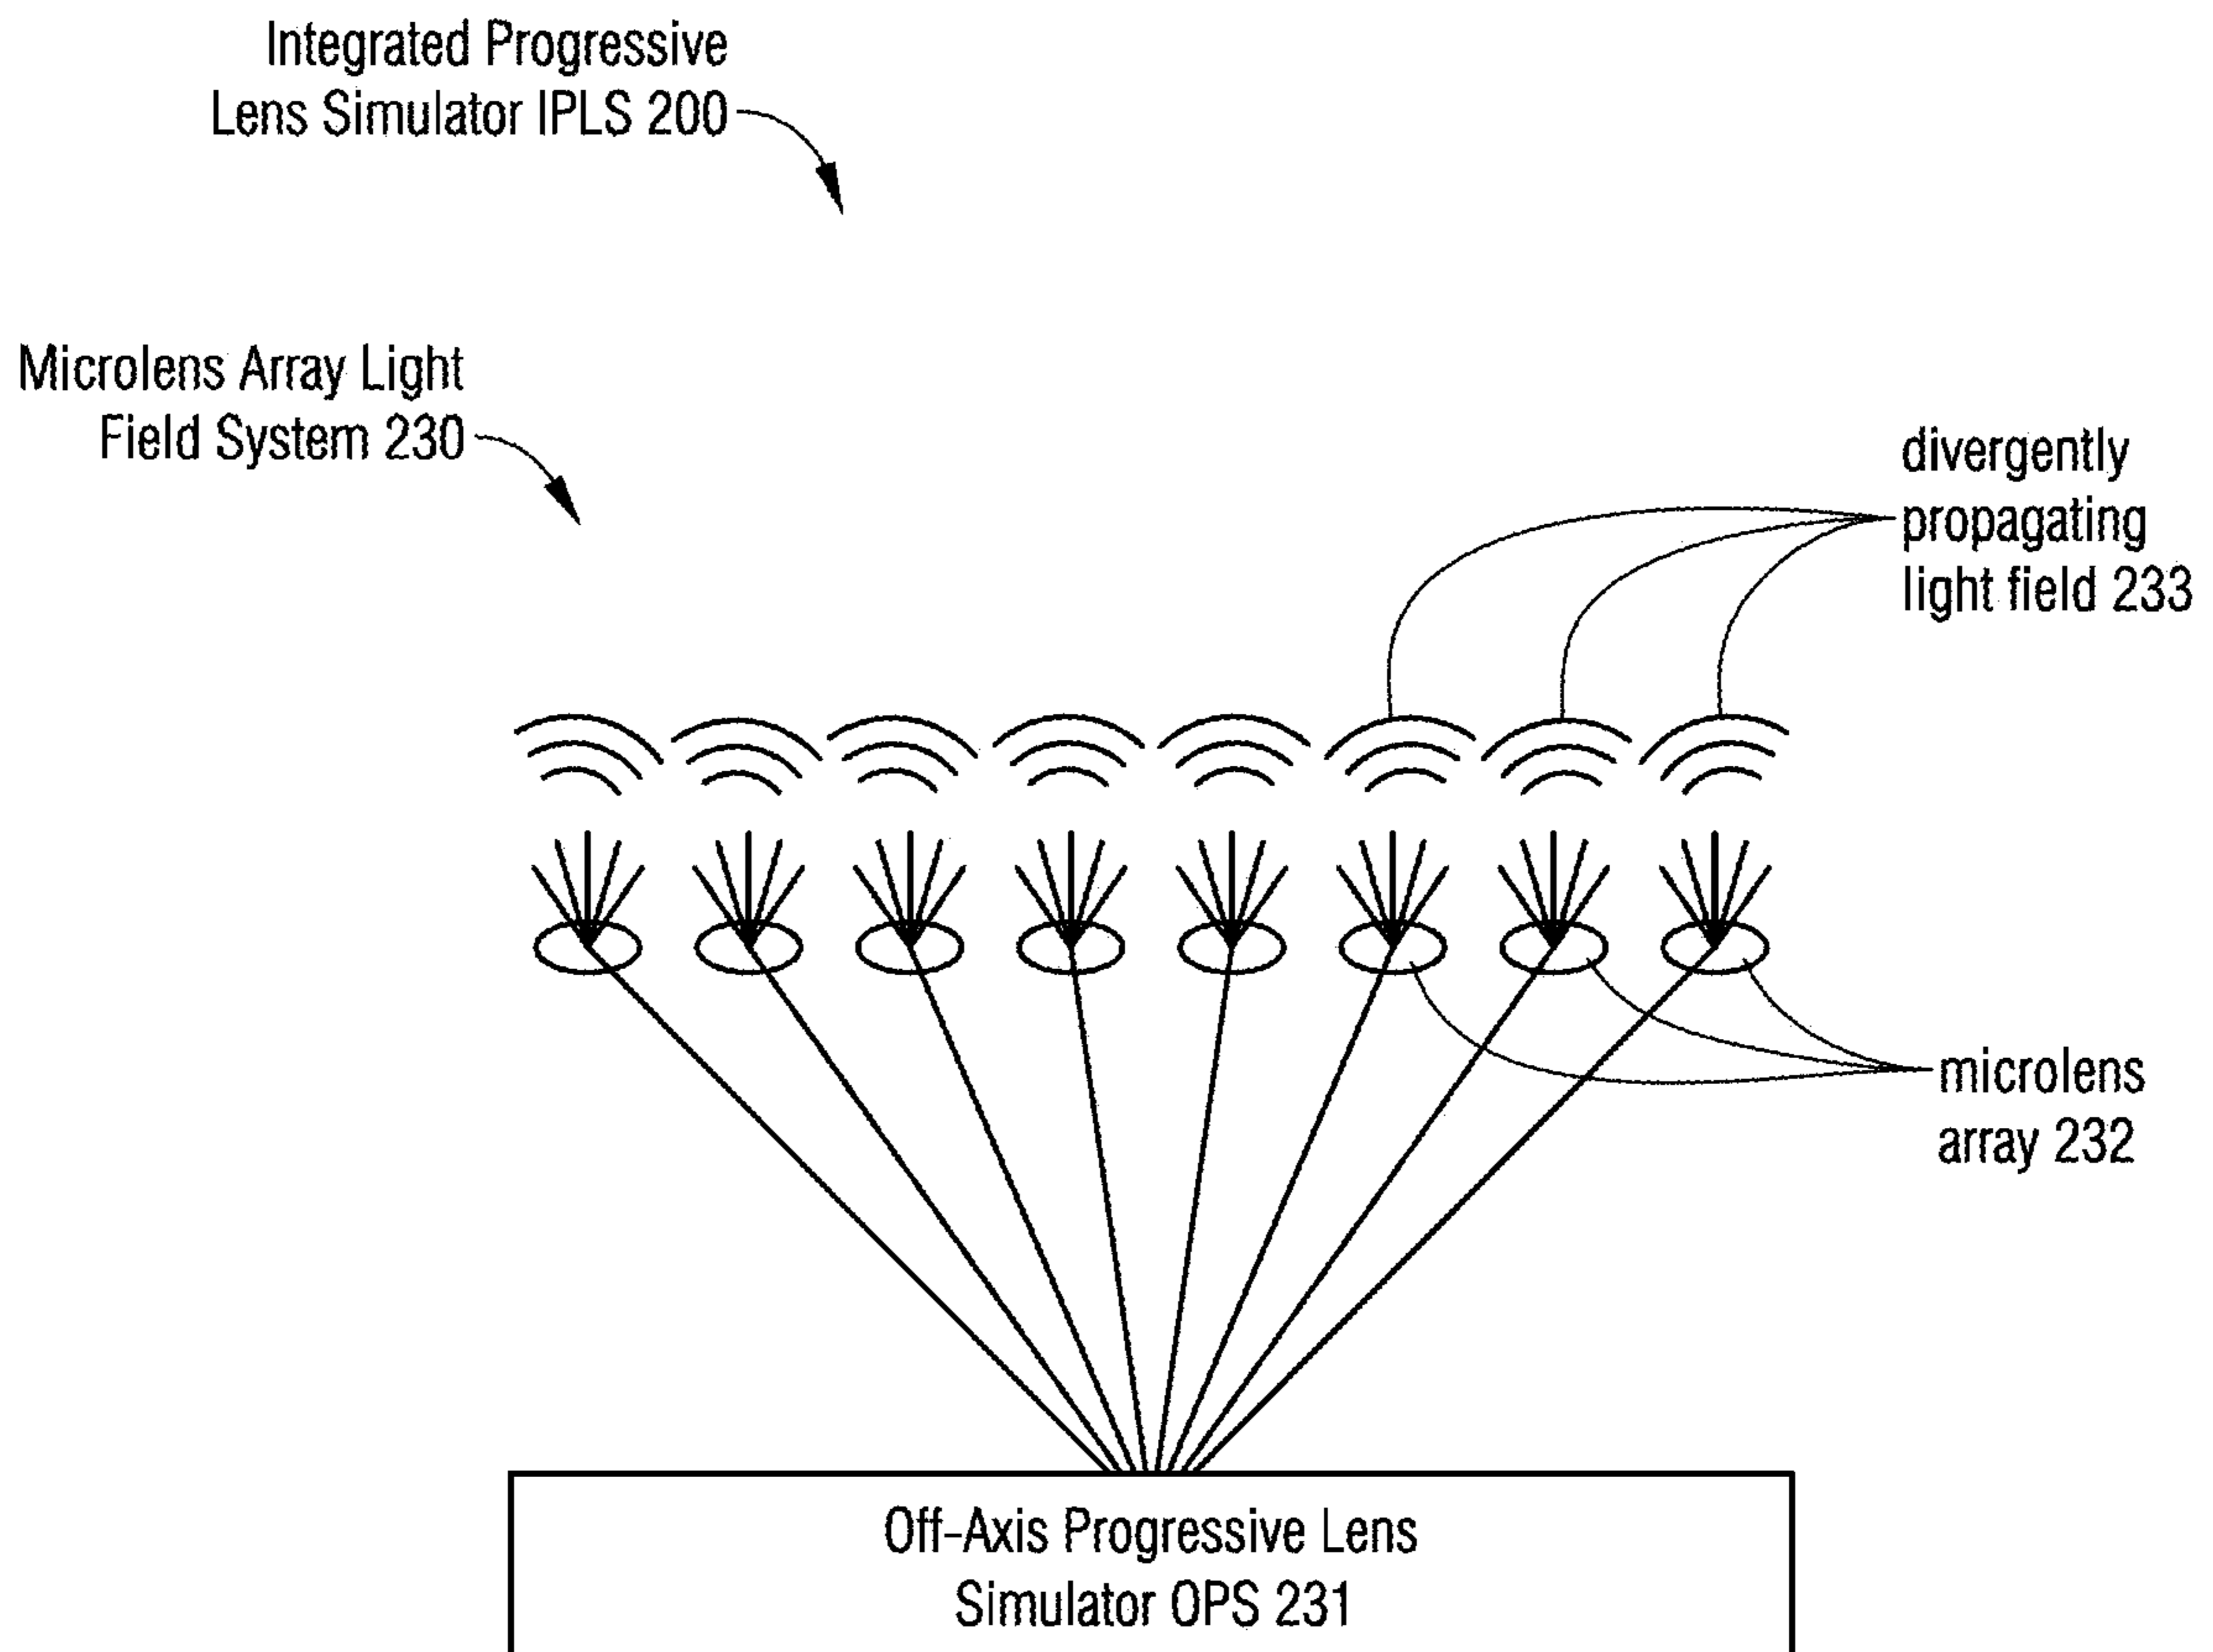 Integrated Progressive
Lens Simulator IPLS 200
Microlens Array Light
Field System 230
divergently
propagating
light field 233
microlens
array 232
Off-Axis Progressive Lens
Simulator OPS 231